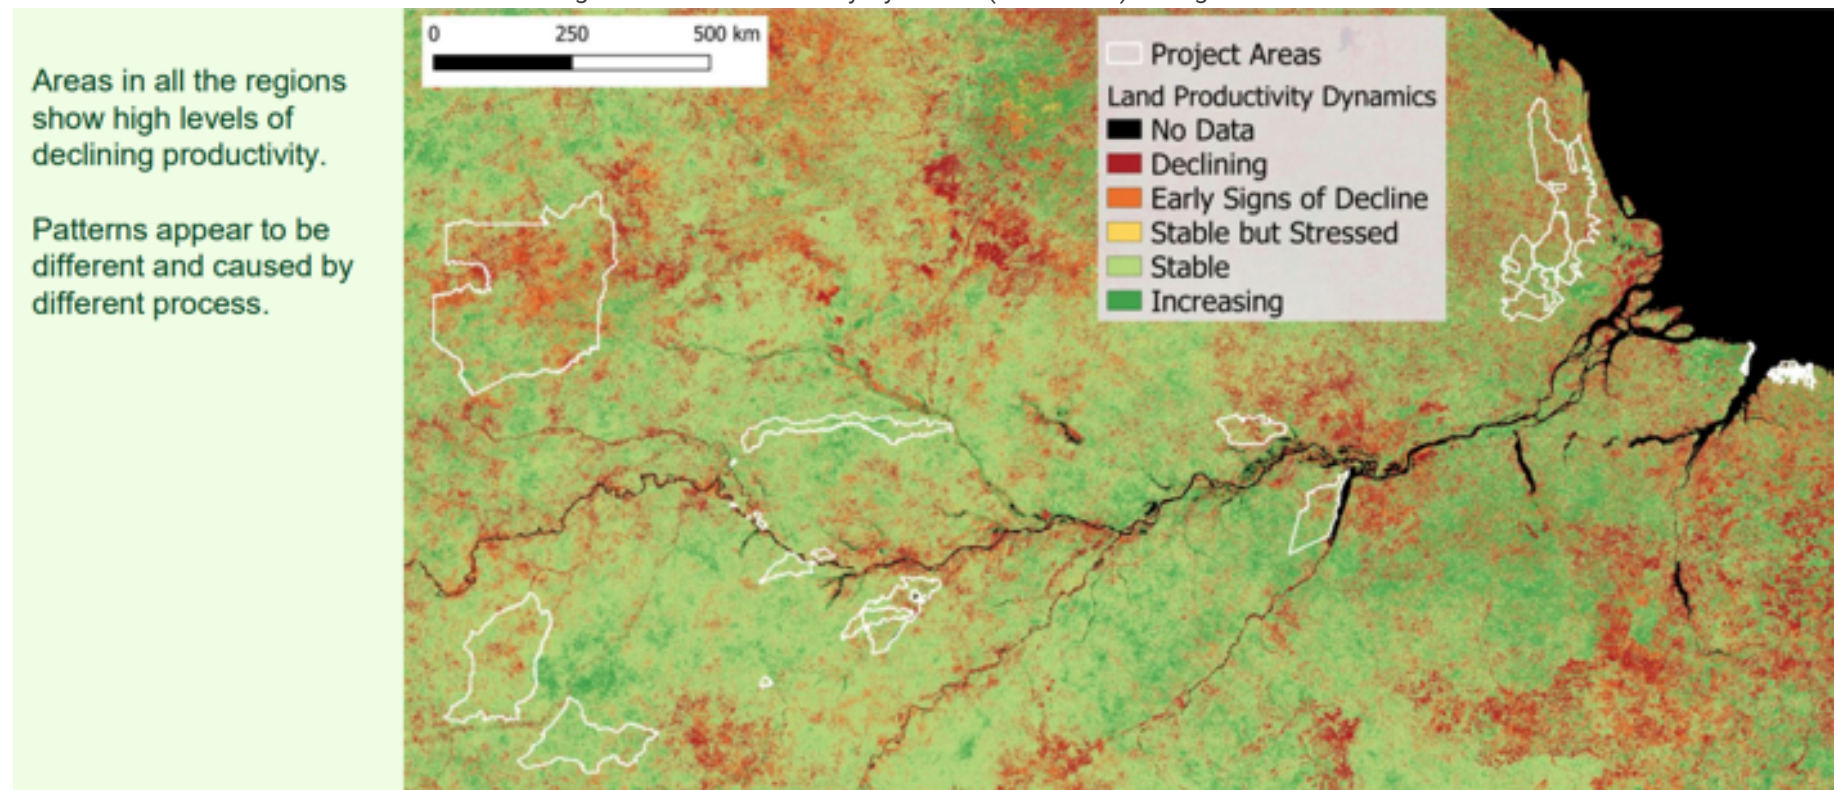 Areas in all the regions
show high levels of
declining productivity.
Patterns appear to be
different and caused by
different process.
0 250 500 km
Project Areas
Land Productivity Dynamics
No Data
Declining
Early Signs of Decline
Stable but Stressed
Stable
Increasing